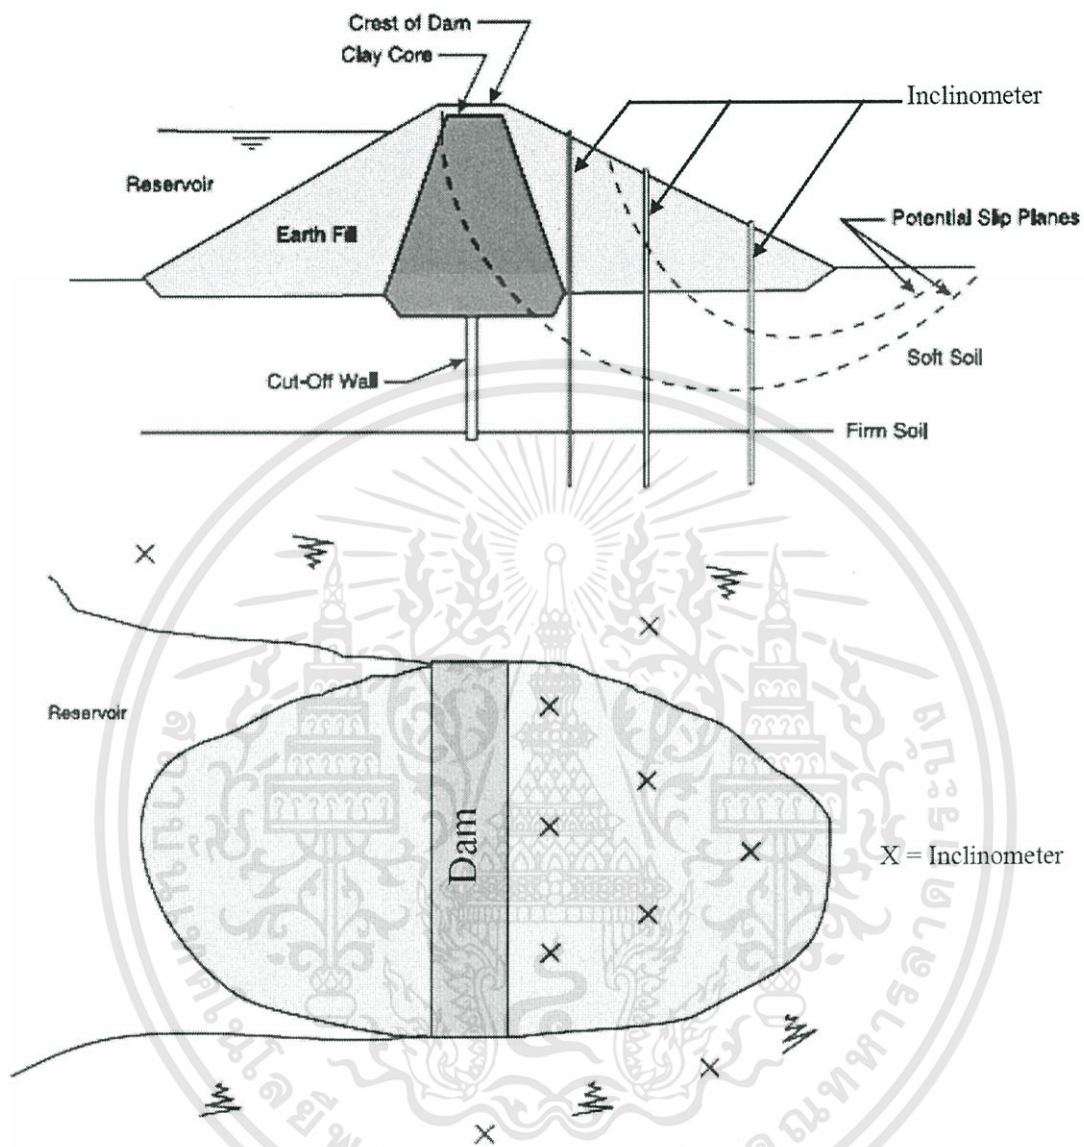 Crest of Dam
Clay Core
Inclinometer
Reservoir
Earth Fill
Potential Slip Planes
Soft Soil
Cut-Off Wall
Firm Soil
Reservoir
Dam
X = Inclinometer